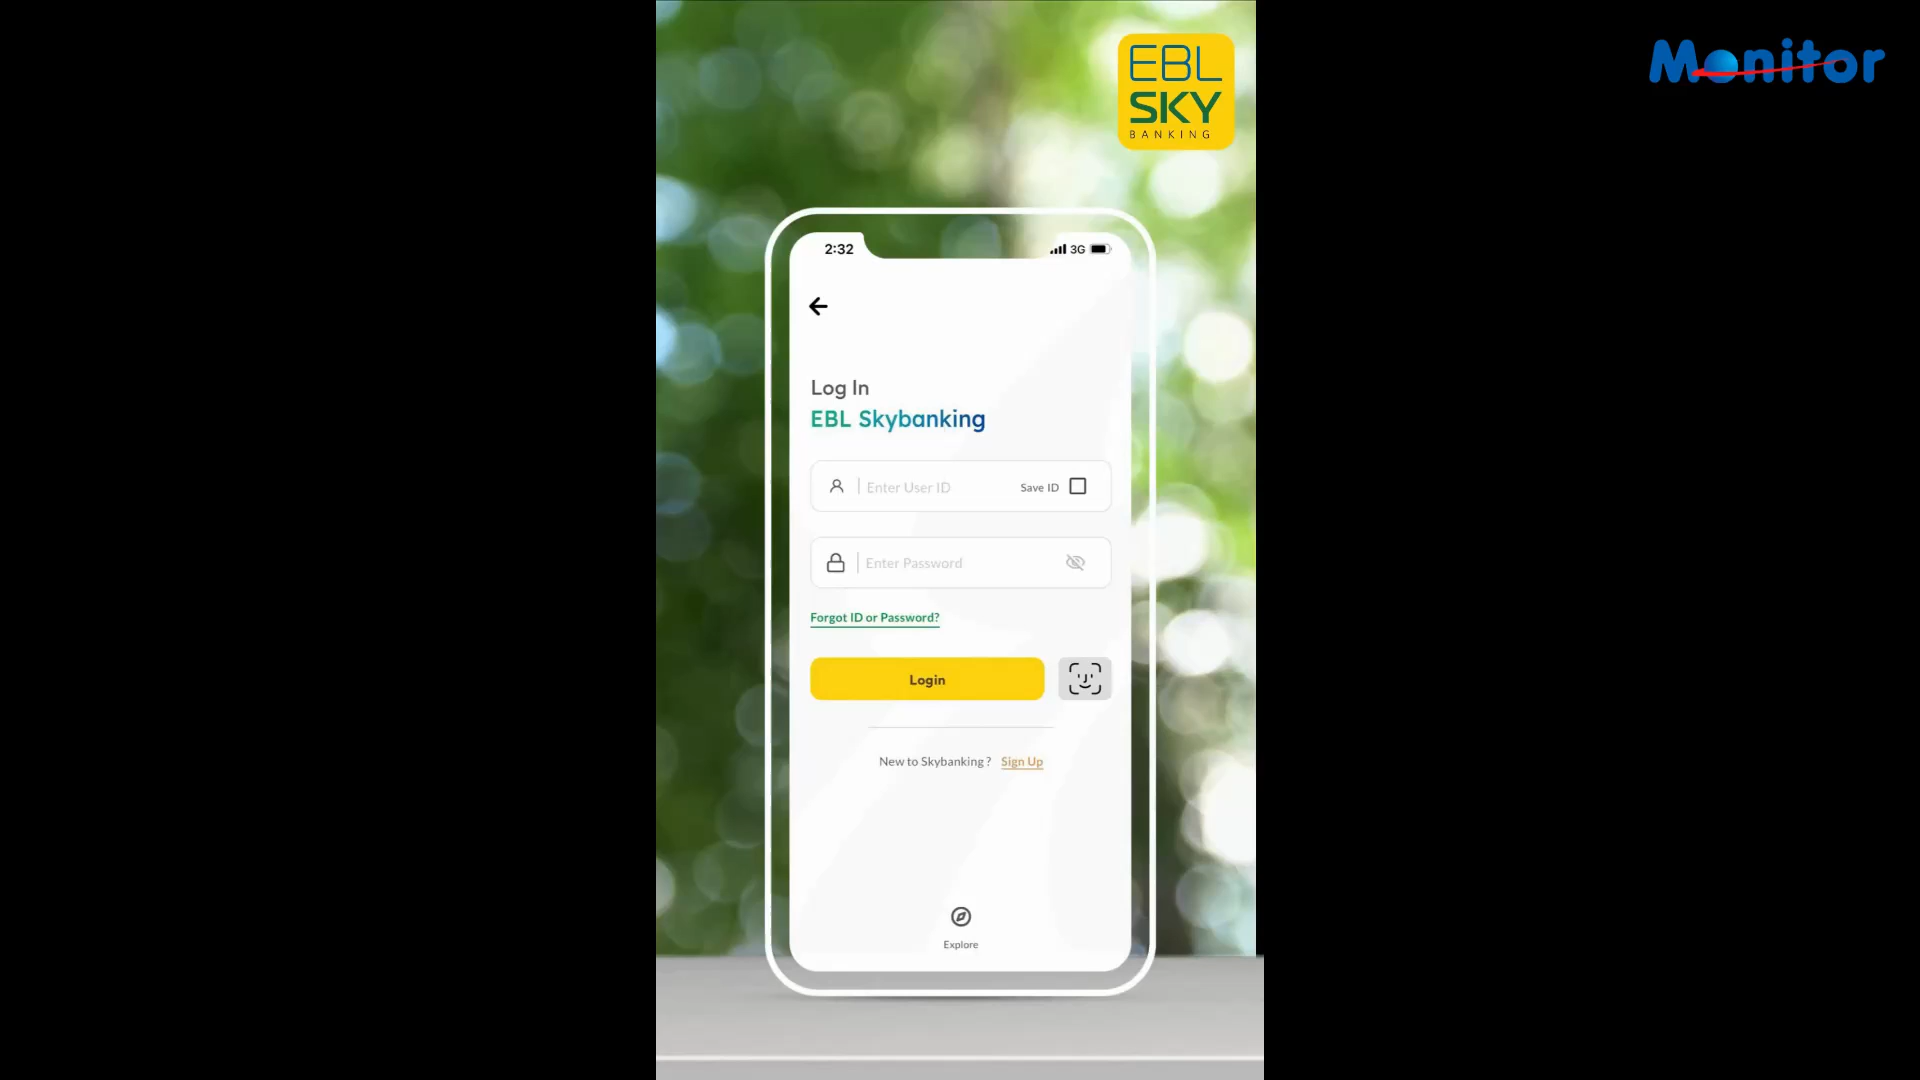 EBL
SKY
BANKING
Monitor
2:32
3G
Log In
EBL Skybanking
Enter User ID
Save ID
Enter Password
Forgot ID or Password?
Login
New to Skybanking ? Sign Up
Explore